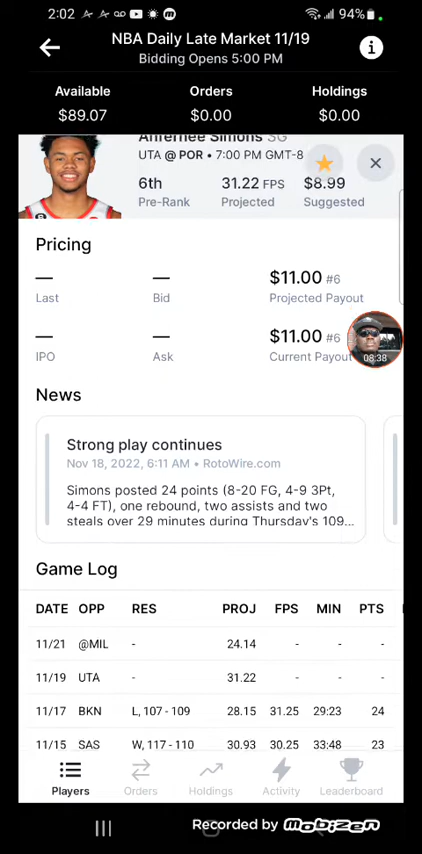 2:02 94%
NBA Daily Late Market 11/19
Bidding Opens 5:00 PM
Available Orders Holdings
$89.07 $0.00 $0.00
Anfernee Simons SG
UTA @ POR • 7:00 PM GMT-8
6th 31.22 FPS $8.99
Pre-Rank Projected Suggested
Pricing
— — $11.00 #6
Last Bid Projected Payout
— — $11.00 #6
IPO Ask Current Payout
08:38
News
Strong play continues
Nov 18, 2022, 6:11 AM • RotoWire.com
Simons posted 24 points (8-20 FG, 4-9 3Pt,
4-4 FT), one rebound, two assists and two
steals over 29 minutes during Thursday's 109...
Game Log
DATE OPP RES PROJ FPS MIN PTS
11/21 @MIL - 24.14 - - -
11/19 UTA - 31.22 - - -
11/17 BKN L, 107 - 109 28.15 31.25 29:23 24
11/15 SAS W, 117 - 110 30.93 30.25 33:48 23
Players Orders Holdings Activity Leaderboard
Recorded by Mobizen